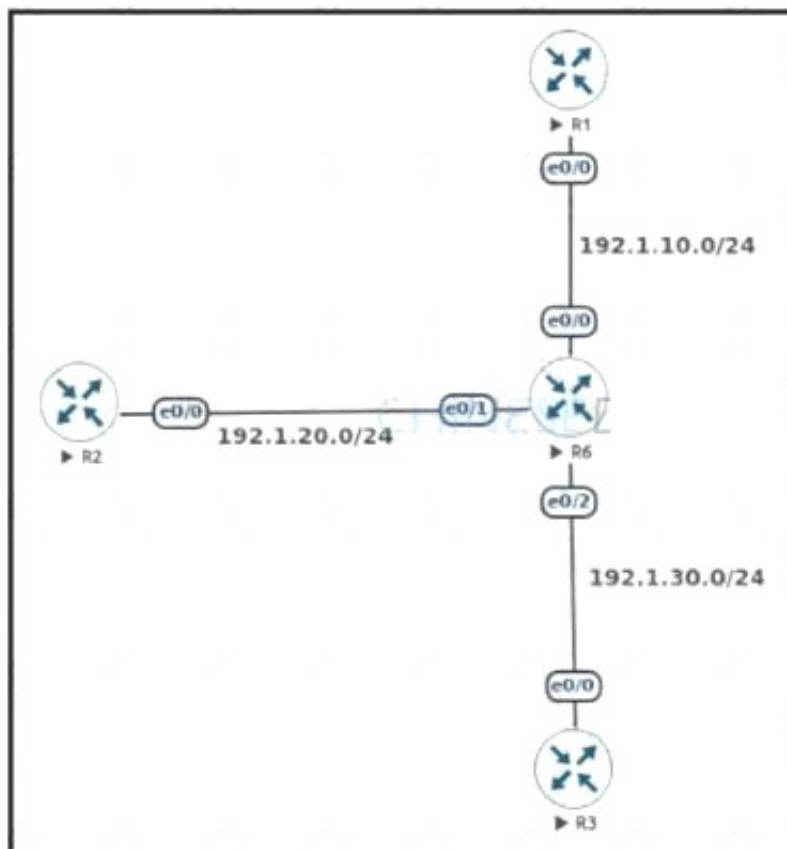 ▶ R1
e0/0
192.1.10.0/24
e0/0
e0/0
e0/1
192.1.20.0/24
▶ R2
▶ R6
e0/2
192.1.30.0/24
e0/0
▶ R3